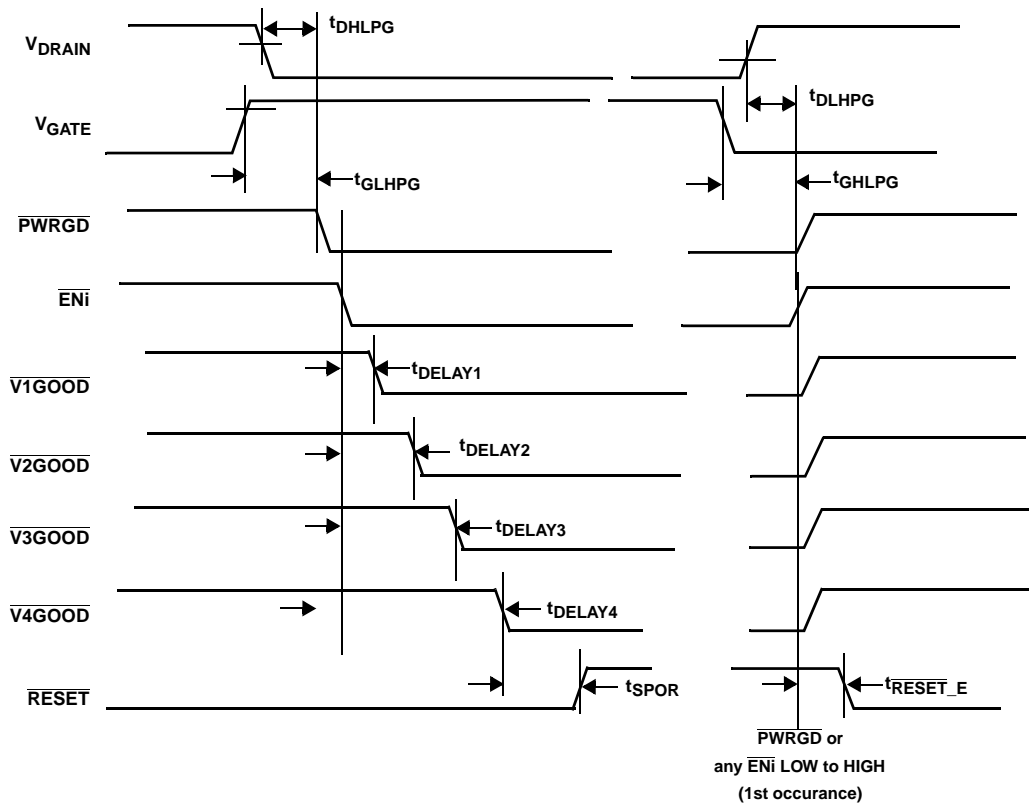 VDRAIN
tDHLPG
tDLHPG
VGATE
tGLHPG
tGHLPG
PWRGD
ENi
V1GOOD
tDELAY1
V2GOOD
tDELAY2
V3GOOD
tDELAY3
V4GOOD
tDELAY4
RESET
tSPOR
tRESET_E
PWRGD or
any ENi LOW to HIGH
(1st occurance)